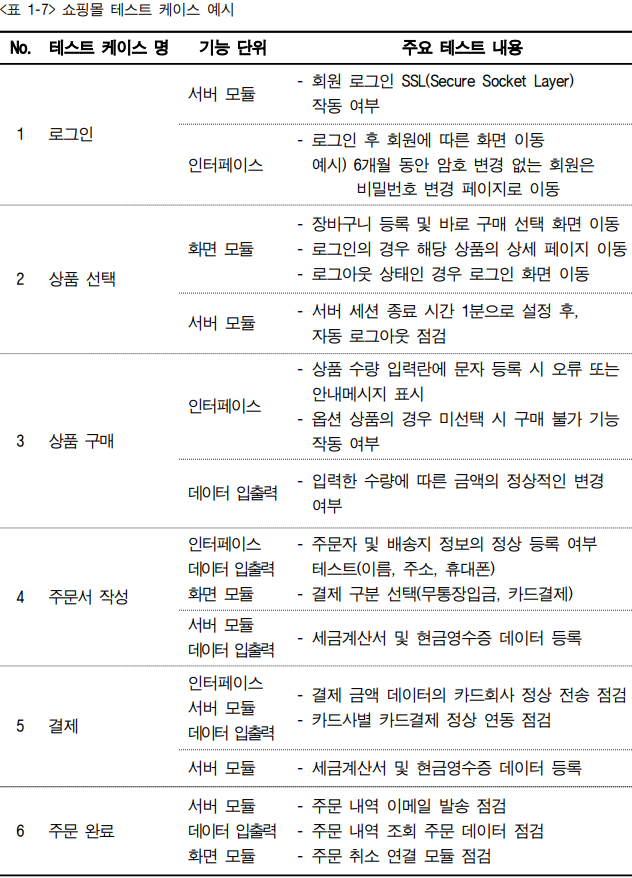 <표 1-7> 쇼핑몰 테스트 케이스 예시
No. 테스트 케이스 명 기능 단위 주요 테스트 내용
1 로그인
서버 모듈
- 회원 로그인 SSL(Secure Socket Layer)
작동 여부
인터페이스
- 로그인 후 회원에 따른 화면 이동
예시) 6개월 동안 암호 변경 없는 회원은
비밀번호 변경 페이지로 이동
2 상품 선택
화면 모듈
- 장바구니 등록 및 바로 구매 선택 화면 이동
- 로그인의 경우 해당 상품의 상세 페이지 이동
- 로그아웃 상태인 경우 로그인 화면 이동
서버 모듈
- 서버 세션 종료 시간 1분으로 설정 후,
자동 로그아웃 점검
3 상품 구매
인터페이스
- 상품 수량 입력란에 문자 등록 시 오류 또는
안내메시지 표시
- 옵션 상품의 경우 미선택 시 구매 불가 기능
작동 여부
데이터 입출력
- 입력한 수량에 따른 금액의 정상적인 변경
여부
4 주문서 작성
인터페이스
데이터 입출력
화면 모듈
- 주문자 및 배송지 정보의 정상 등록 여부
테스트(이름, 주소, 휴대폰)
- 결제 구분 선택(무통장입금, 카드결제)
서버 모듈
데이터 입출력
- 세금계산서 및 현금영수증 데이터 등록
5 결제
인터페이스
서버 모듈
데이터 입출력
- 결제 금액 데이터의 카드회사 정상 전송 점검
- 카드사별 카드결제 정상 연동 점검
서버 모듈
- 세금계산서 및 현금영수증 데이터 등록
6 주문 완료
서버 모듈
데이터 입출력
화면 모듈
- 주문 내역 이메일 발송 점검
- 주문 내역 조회 주문 데이터 점검
- 주문 취소 연결 모듈 점검